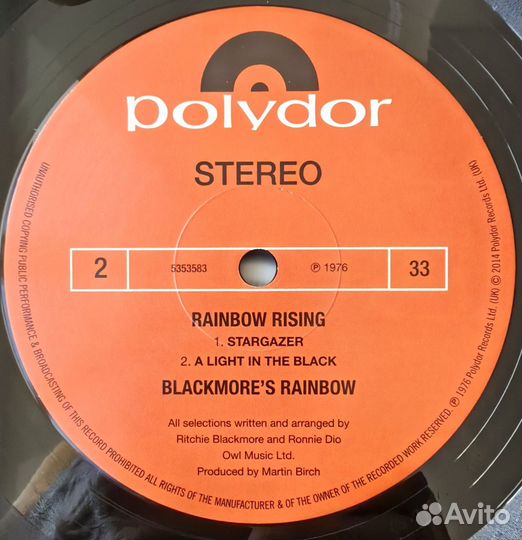 polydor
STEREO
2 5353583 ℗ 1976 33
RAINBOW RISING
1. STARGAZER
2. A LIGHT IN THE BLACK
BLACKMORE'S RAINBOW
All selections written and arranged by
Ritchie Blackmore and Ronnie Dio
Owl Music Ltd.
Produced by Martin Birch
UNAUTHORISED COPYING PUBLIC PERFORMANCE & BROADCASTING OF THIS RECORD PROHIBITED ALL RIGHTS OF THE MANUFACTURER & OF THE OWNER OF THE RECORDED WORK RESERVED. ℗ 1976 Polydor Records Ltd. (UK) © 2014 Polydor Records Ltd. (UK)
Avito